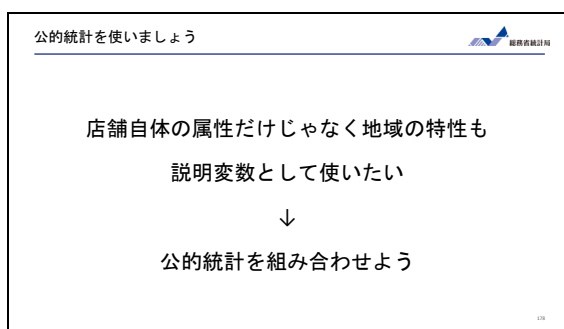 公的統計を使いましょう
総務省統計局
店舗自体の属性だけじゃなく地域の特性も
説明変数として使いたい
↓
公的統計を組み合わせよう